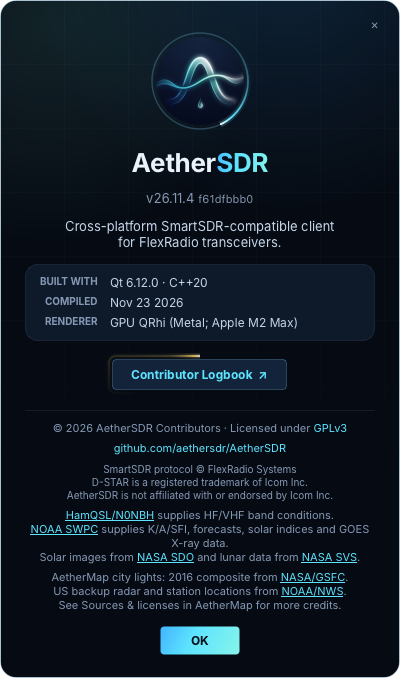 ×
AetherSDR
v26.11.4 f61dfbbb0
Cross-platform SmartSDR-compatible client
for FlexRadio transceivers.
BUILT WITH Qt 6.12.0 · C++20
COMPILED Nov 23 2026
RENDERER GPU QRhi (Metal; Apple M2 Max)
Contributor Logbook ↗
© 2026 AetherSDR Contributors · Licensed under GPLv3
github.com/aethersdr/AetherSDR
SmartSDR protocol © FlexRadio Systems
D-STAR is a registered trademark of Icom Inc.
AetherSDR is not affiliated with or endorsed by Icom Inc.
HamQSL/N0NBH supplies HF/VHF band conditions.
NOAA SWPC supplies K/A/SFI, forecasts, solar indices and GOES
X-ray data.
Solar images from NASA SDO and lunar data from NASA SVS.
AetherMap city lights: 2016 composite from NASA/GSFC.
US backup radar and station locations from NOAA/NWS.
See Sources & licenses in AetherMap for more credits.
OK